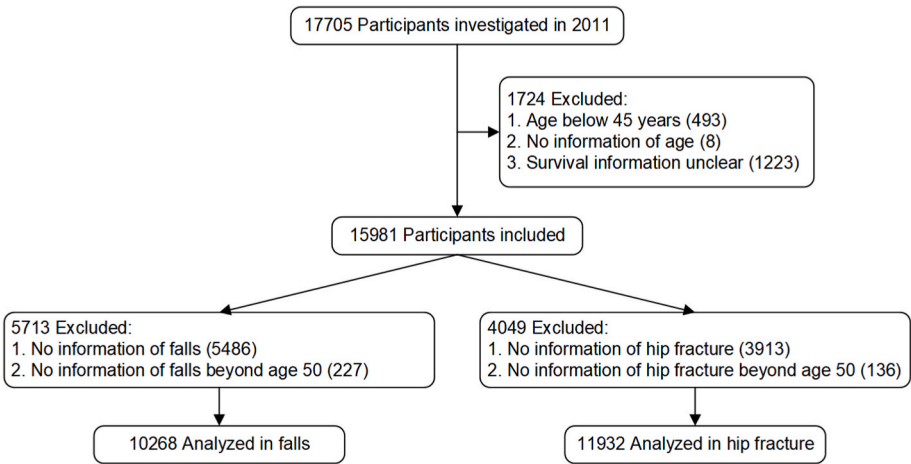 17705 Participants investigated in 2011
1724 Excluded:
1. Age below 45 years (493)
2. No information of age (8)
3. Survival information unclear (1223)
15981 Participants included
5713 Excluded:
1. No information of falls (5486)
2. No information of falls beyond age 50 (227)
4049 Excluded:
1. No information of hip fracture (3913)
2. No information of hip fracture beyond age 50 (136)
10268 Analyzed in falls
11932 Analyzed in hip fracture